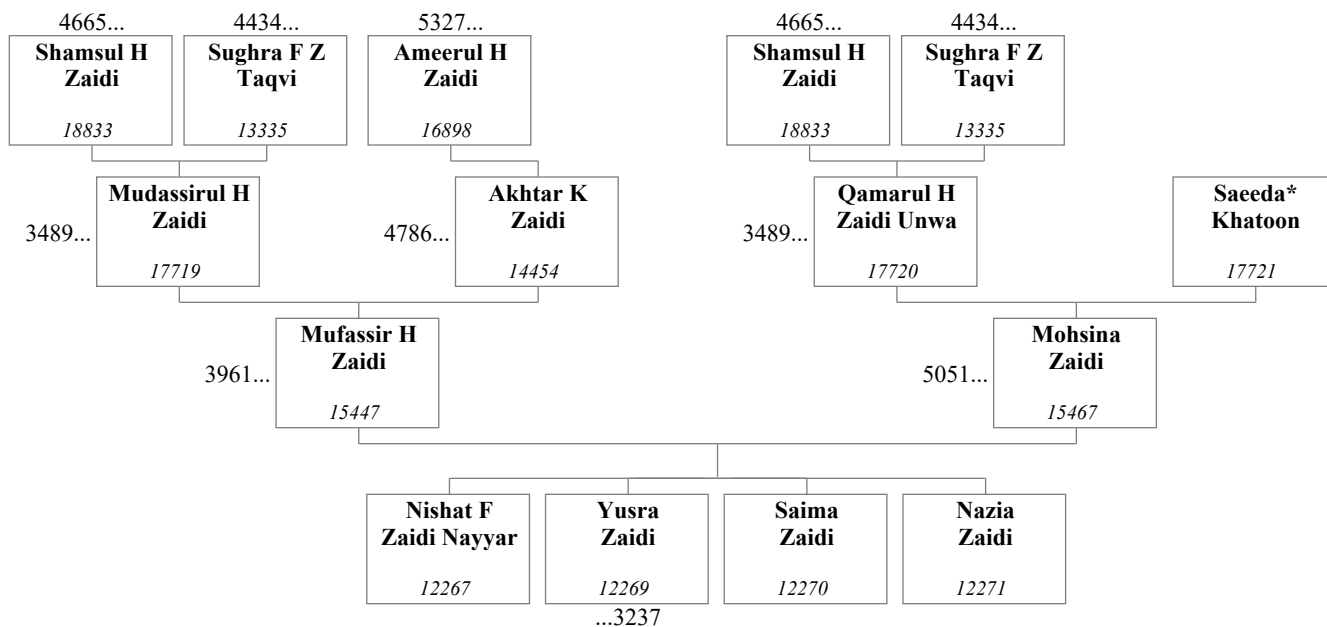 4665...
4434...
5327...
4665...
4434...
Shamsul H
Zaidi
18833
Sughra F Z
Taqvi
13335
Ameerul H
Zaidi
16898
Shamsul H
Zaidi
18833
Sughra F Z
Taqvi
13335
3489...
Mudassirul H
Zaidi
17719
4786...
Akhtar K
Zaidi
14454
3489...
Qamarul H
Zaidi Unwa
17720
Saeeda*
Khatoon
17721
3961...
Mufassir H
Zaidi
15447
5051...
Mohsina
Zaidi
15467
Nishat F
Zaidi Nayyar
12267
Yusra
Zaidi
12269
Saima
Zaidi
12270
Nazia
Zaidi
12271
...3237